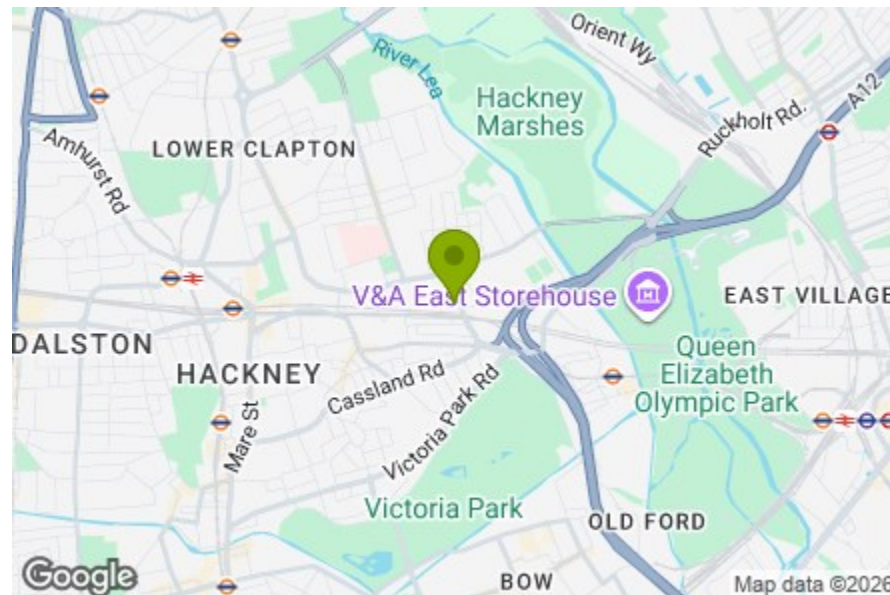 Orient Wy
River Lea
Hackney
Marshes
Ruckholt Rd.
A12
Amhurst Rd
LOWER CLAPTON
V&A East Storehouse
EAST VILLAGE
DALSTON
HACKNEY
Queen
Elizabeth
Olympic Park
Cassland Rd
Victoria Park Rd
Mare St
Victoria Park
OLD FORD
BOW
Google
Map data ©2026